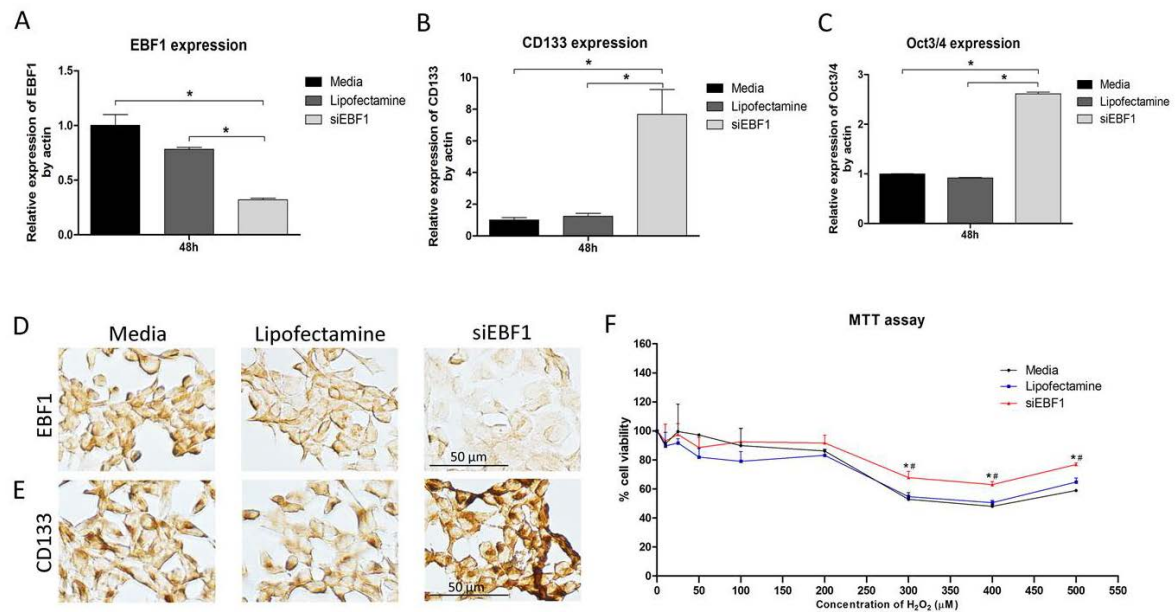 A
EBF1 expression
Relative expression of EBF1
by actin
1.5
1.0
0.5
0.0
*
*
48h
Media
Lipofectamine
siEBF1
B
CD133 expression
Relative expression of CD133
by actin
10
8
6
4
2
0
*
*
48h
Media
Lipofectamine
siEBF1
C
Oct3/4 expression
Relative expression of Oct3/4
by actin
3
2
1
0
*
*
48h
Media
Lipofectamine
siEBF1
D
Media
Lipofectamine
siEBF1
EBF1
50 µm
E
CD133
50 µm
F
MTT assay
% cell viability
160
140
120
100
80
60
40
20
0
Media
Lipofectamine
siEBF1
*#
*#
*#
0 50 100 150 200 250 300 350 400 450 500 550
Concentration of H₂O₂ (µM)